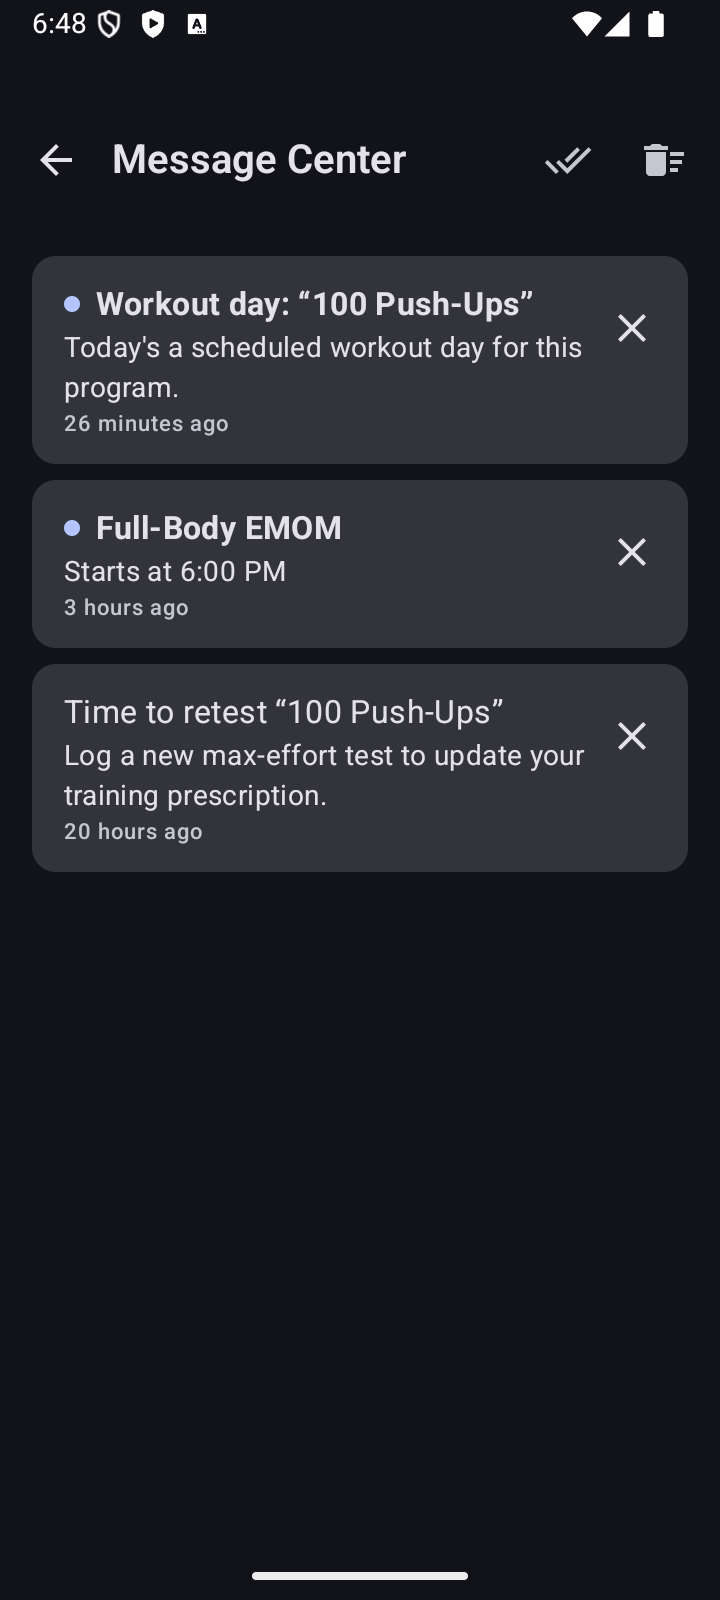 6:48
Message Center
Workout day: “100 Push-Ups”
Today's a scheduled workout day for this
program.
26 minutes ago
Full-Body EMOM
Starts at 6:00 PM
3 hours ago
Time to retest “100 Push-Ups”
Log a new max-effort test to update your
training prescription.
20 hours ago